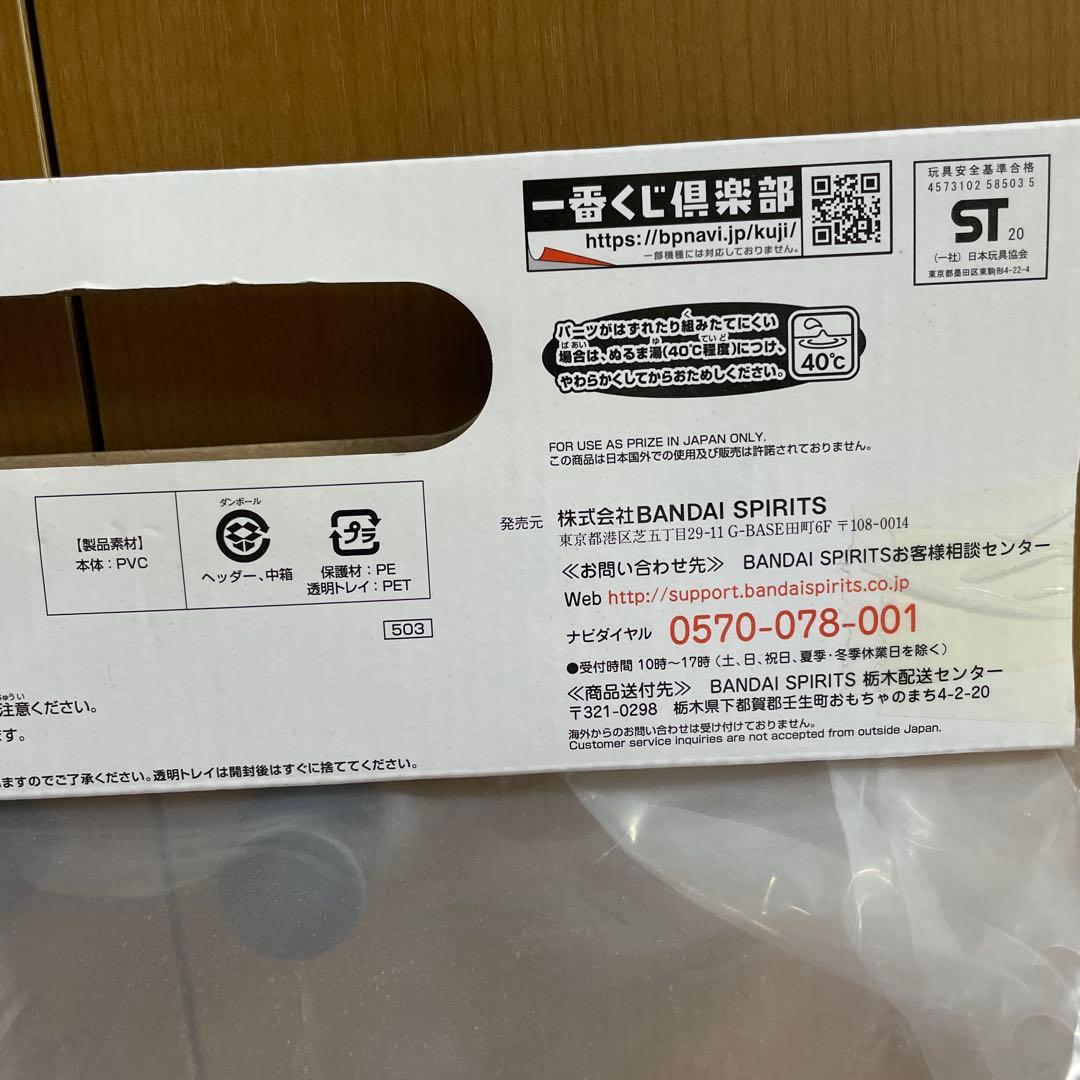 一番くじ倶楽部
https://bpnavi.jp/kuji/
一部機種には対応しておりません。
玩具安全基準合格
4573102 58503 5
ST 20
(一社)日本玩具協会
東京都墨田区東駒形4-22-4
パーツがはずれたり組みたてにくい
場合は、ぬるま湯(40℃程度)につけ、
やわらかくしてからおためしください。
40℃
FOR USE AS PRIZE IN JAPAN ONLY.
この商品は日本国外での使用及び販売は許諾されておりません。
【製品素材】
本体:PVC
ダンボール
ヘッダー、中箱
プラ
保護材:PE
透明トレイ:PET
503
発売元 株式会社BANDAI SPIRITS
東京都港区芝五丁目29-11 G-BASE田町6F 〒108-0014
≪お問い合わせ先≫ BANDAI SPIRITSお客様相談センター
Web http://support.bandaispirits.co.jp
ナビダイヤル 0570-078-001
●受付時間 10時〜17時(土、日、祝日、夏季・冬季休業日を除く)
≪商品送付先≫ BANDAI SPIRITS 栃木配送センター
〒321-0298 栃木県下都賀郡壬生町おもちゃのまち4-2-20
海外からのお問い合わせは受け付けておりません。
Customer service inquiries are not accepted from outside Japan.
注意ください。
ます。
ますのでご了承ください。透明トレイは開封後はすぐに捨ててください。